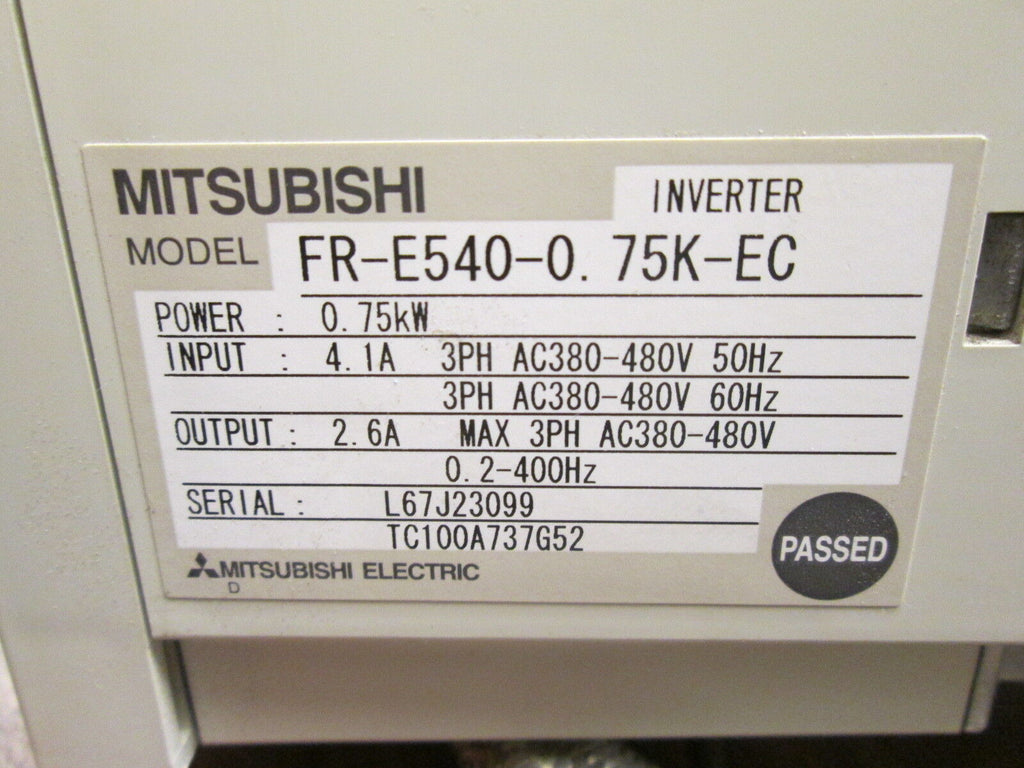 MITSUBISHI INVERTER
MODEL FR-E540-0.75K-EC
POWER : 0.75kW
INPUT : 4.1A 3PH AC380-480V 50Hz
3PH AC380-480V 60Hz
OUTPUT : 2.6A MAX 3PH AC380-480V
0.2-400Hz
SERIAL : L67J23099
TC100A737G52
PASSED
MITSUBISHI ELECTRIC
D